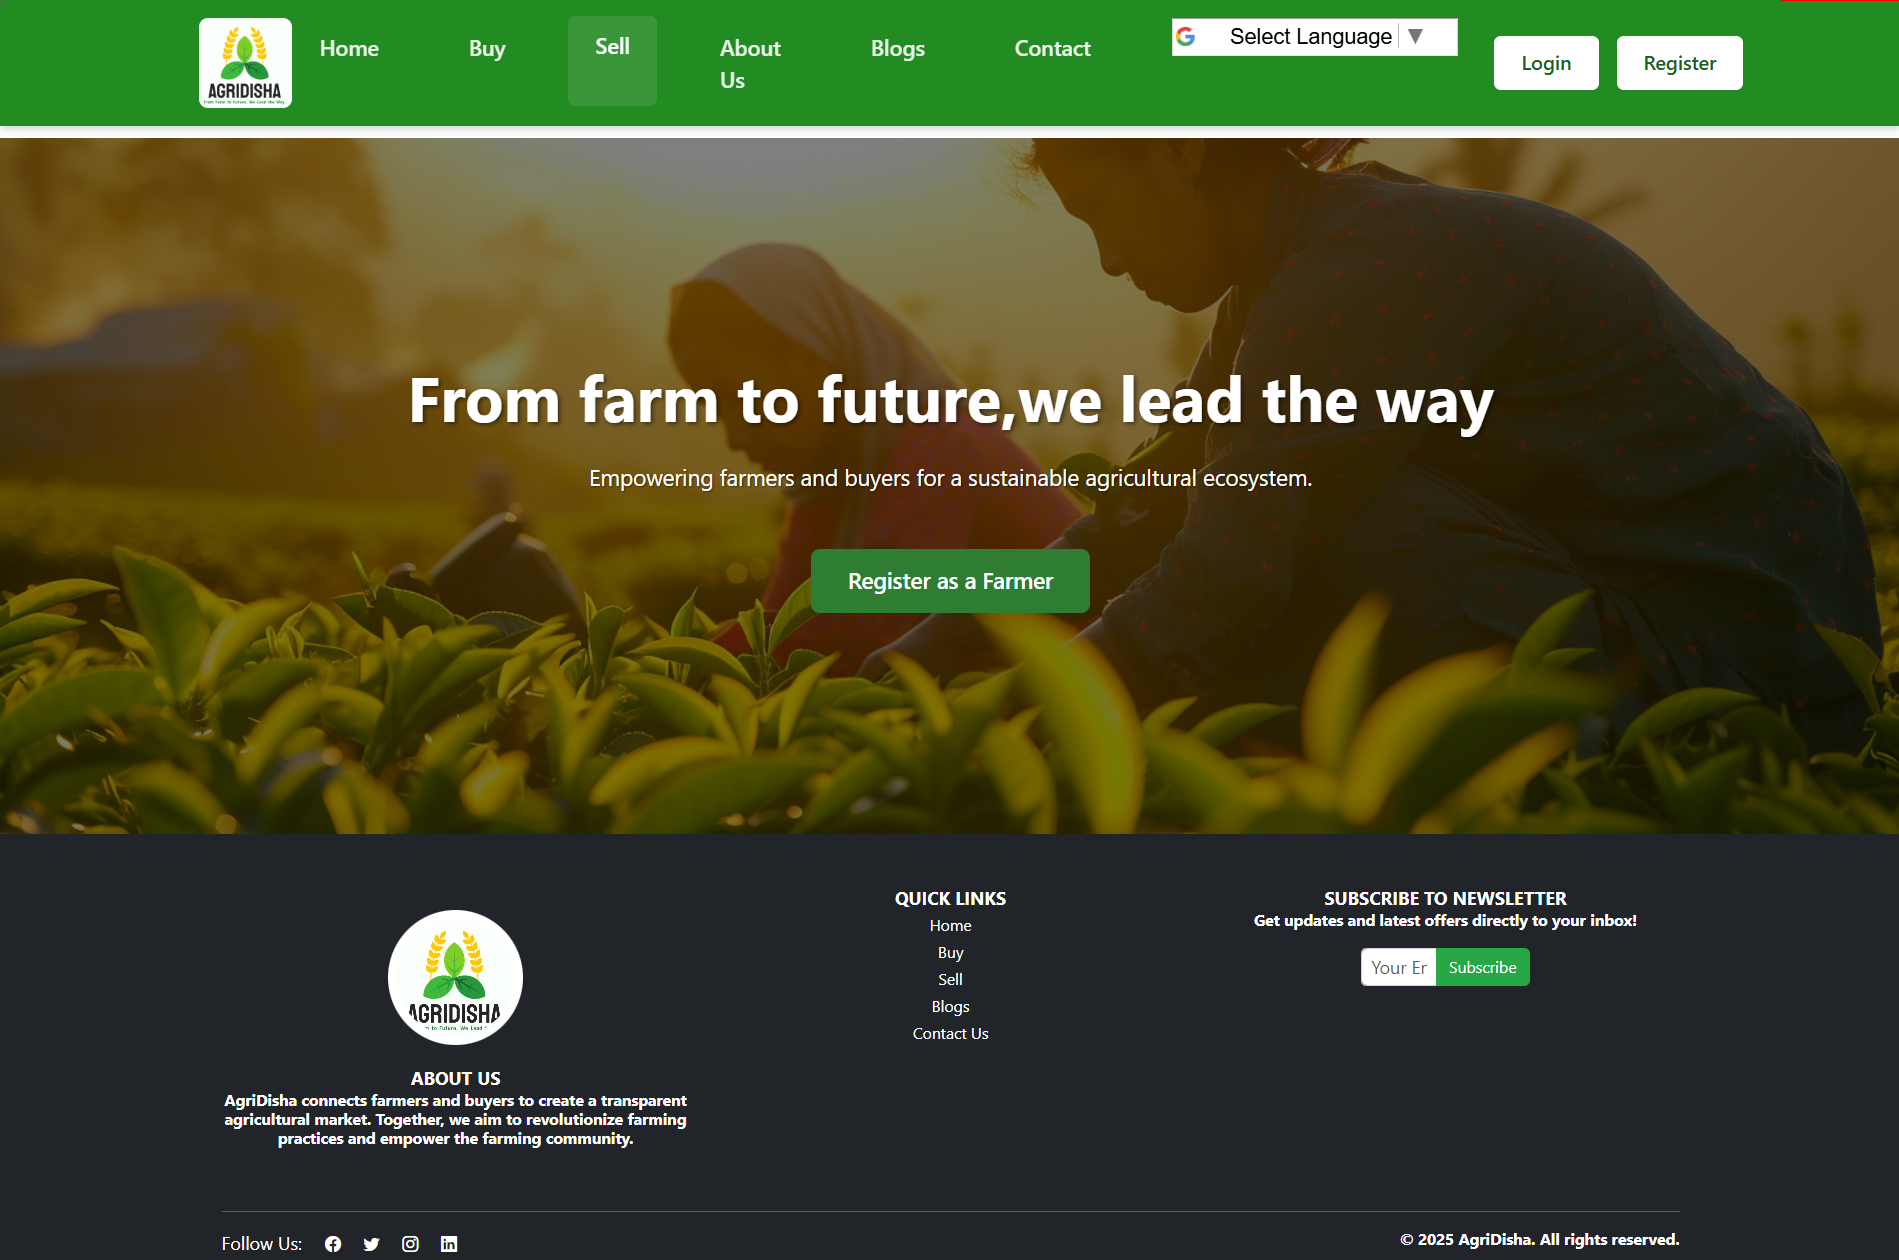 AGRIDISHA
From Farm to Future. We Lead the Way.
Home
Buy
Sell
About
Us
Blogs
Contact
Select Language
Login
Register
From farm to future,we lead the way
Empowering farmers and buyers for a sustainable agricultural ecosystem.
Register as a Farmer
AGRIDISHA
to Future. We Lead
ABOUT US
AgriDisha connects farmers and buyers to create a transparent
agricultural market. Together, we aim to revolutionize farming
practices and empower the farming community.
QUICK LINKS
Home
Buy
Sell
Blogs
Contact Us
SUBSCRIBE TO NEWSLETTER
Get updates and latest offers directly to your inbox!
Your Er
Subscribe
Follow Us:
© 2025 AgriDisha. All rights reserved.